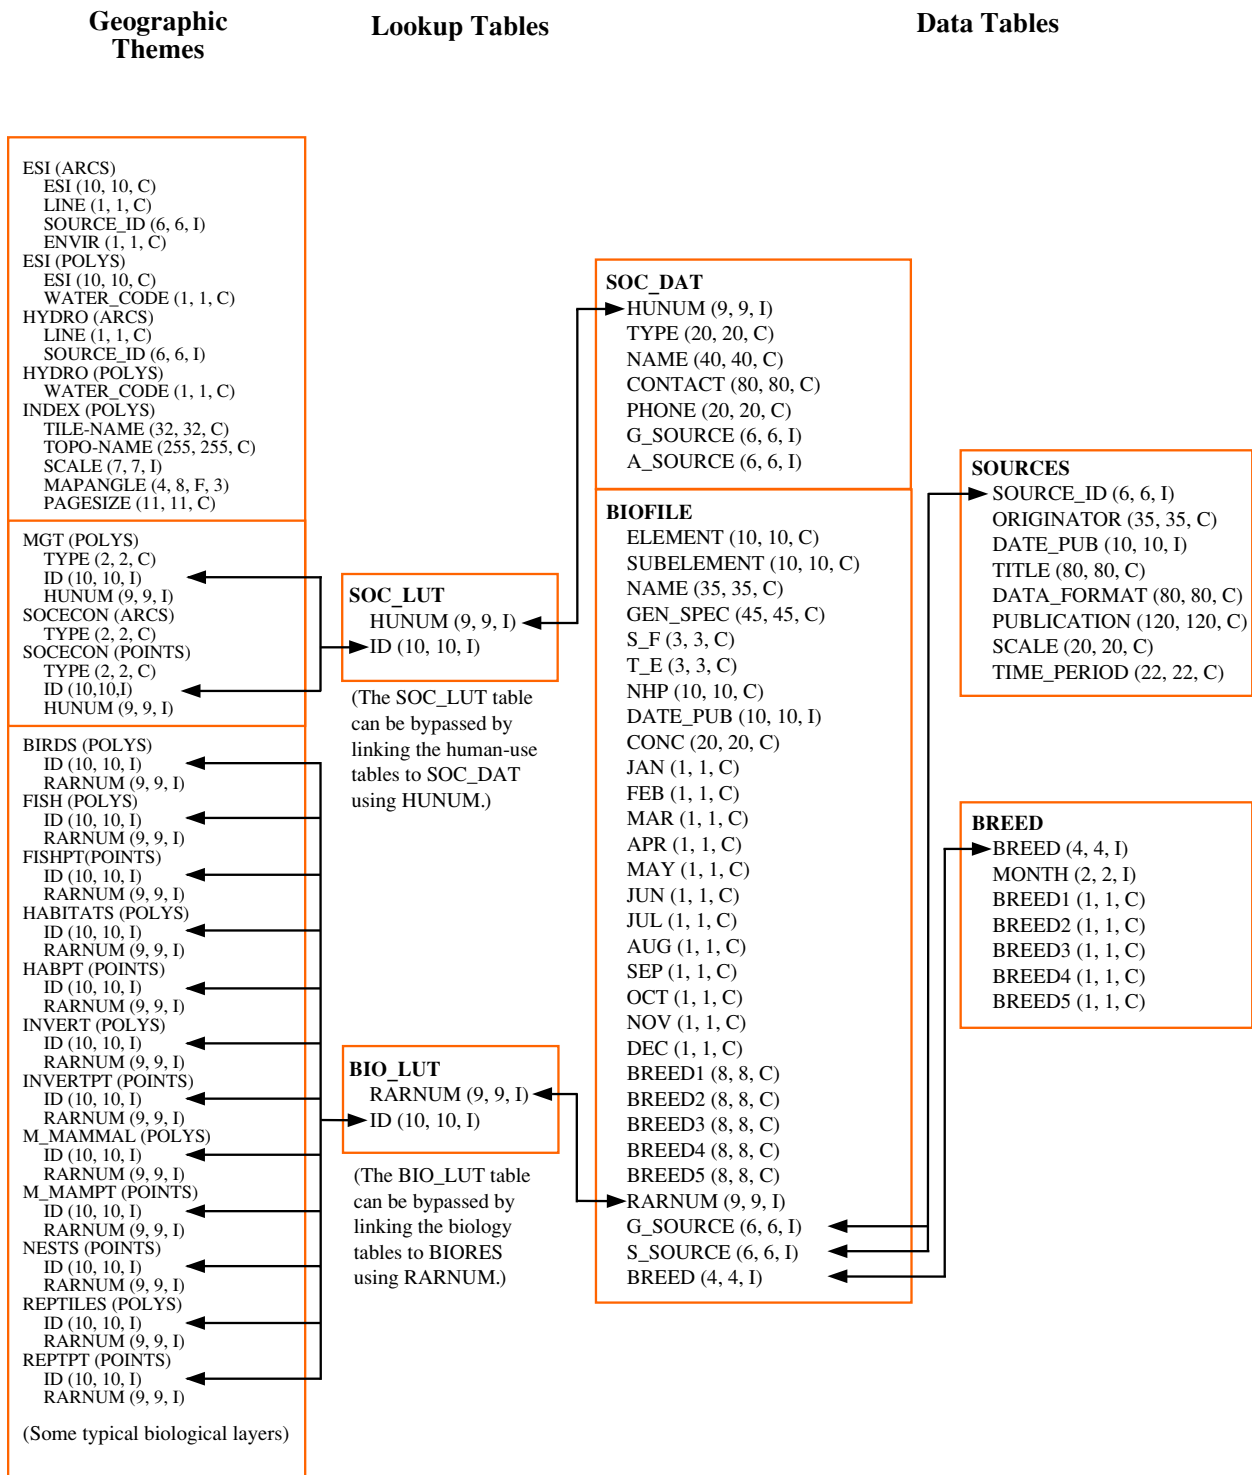 Geographic
Themes
Lookup Tables
Data Tables
ESI (ARCS)
ESI (10, 10, C)
LINE (1, 1, C)
SOURCE_ID (6, 6, I)
ENVIR (1, 1, C)
ESI (POLYS)
ESI (10, 10, C)
WATER_CODE (1, 1, C)
HYDRO (ARCS)
LINE (1, 1, C)
SOURCE_ID (6, 6, I)
HYDRO (POLYS)
WATER_CODE (1, 1, C)
INDEX (POLYS)
TILE-NAME (32, 32, C)
TOPO-NAME (255, 255, C)
SCALE (7, 7, I)
MAPANGLE (4, 8, F, 3)
PAGESIZE (11, 11, C)
MGT (POLYS)
TYPE (2, 2, C)
ID (10, 10, I)
HUNUM (9, 9, I)
SOCECON (ARCS)
TYPE (2, 2, C)
SOCECON (POINTS)
TYPE (2, 2, C)
ID (10,10,I)
HUNUM (9, 9, I)
BIRDS (POLYS)
ID (10, 10, I)
RARNUM (9, 9, I)
FISH (POLYS)
ID (10, 10, I)
RARNUM (9, 9, I)
FISHPT(POINTS)
ID (10, 10, I)
RARNUM (9, 9, I)
HABITATS (POLYS)
ID (10, 10, I)
RARNUM (9, 9, I)
HABPT (POINTS)
ID (10, 10, I)
RARNUM (9, 9, I)
INVERT (POLYS)
ID (10, 10, I)
RARNUM (9, 9, I)
INVERTPT (POINTS)
ID (10, 10, I)
RARNUM (9, 9, I)
M_MAMMAL (POLYS)
ID (10, 10, I)
RARNUM (9, 9, I)
M_MAMPT (POINTS)
ID (10, 10, I)
RARNUM (9, 9, I)
NESTS (POINTS)
ID (10, 10, I)
RARNUM (9, 9, I)
REPTILES (POLYS)
ID (10, 10, I)
RARNUM (9, 9, I)
REPTPT (POINTS)
ID (10, 10, I)
RARNUM (9, 9, I)
(Some typical biological layers)
SOC_LUT
HUNUM (9, 9, I)
ID (10, 10, I)
(The SOC_LUT table
can be bypassed by
linking the human-use
tables to SOC_DAT
using HUNUM.)
BIO_LUT
RARNUM (9, 9, I)
ID (10, 10, I)
(The BIO_LUT table
can be bypassed by
linking the biology
tables to BIORES
using RARNUM.)
SOC_DAT
HUNUM (9, 9, I)
TYPE (20, 20, C)
NAME (40, 40, C)
CONTACT (80, 80, C)
PHONE (20, 20, C)
G_SOURCE (6, 6, I)
A_SOURCE (6, 6, I)
BIOFILE
ELEMENT (10, 10, C)
SUBELEMENT (10, 10, C)
NAME (35, 35, C)
GEN_SPEC (45, 45, C)
S_F (3, 3, C)
T_E (3, 3, C)
NHP (10, 10, C)
DATE_PUB (10, 10, I)
CONC (20, 20, C)
JAN (1, 1, C)
FEB (1, 1, C)
MAR (1, 1, C)
APR (1, 1, C)
MAY (1, 1, C)
JUN (1, 1, C)
JUL (1, 1, C)
AUG (1, 1, C)
SEP (1, 1, C)
OCT (1, 1, C)
NOV (1, 1, C)
DEC (1, 1, C)
BREED1 (8, 8, C)
BREED2 (8, 8, C)
BREED3 (8, 8, C)
BREED4 (8, 8, C)
BREED5 (8, 8, C)
RARNUM (9, 9, I)
G_SOURCE (6, 6, I)
S_SOURCE (6, 6, I)
BREED (4, 4, I)
SOURCES
SOURCE_ID (6, 6, I)
ORIGINATOR (35, 35, C)
DATE_PUB (10, 10, I)
TITLE (80, 80, C)
DATA_FORMAT (80, 80, C)
PUBLICATION (120, 120, C)
SCALE (20, 20, C)
TIME_PERIOD (22, 22, C)
BREED
BREED (4, 4, I)
MONTH (2, 2, I)
BREED1 (1, 1, C)
BREED2 (1, 1, C)
BREED3 (1, 1, C)
BREED4 (1, 1, C)
BREED5 (1, 1, C)